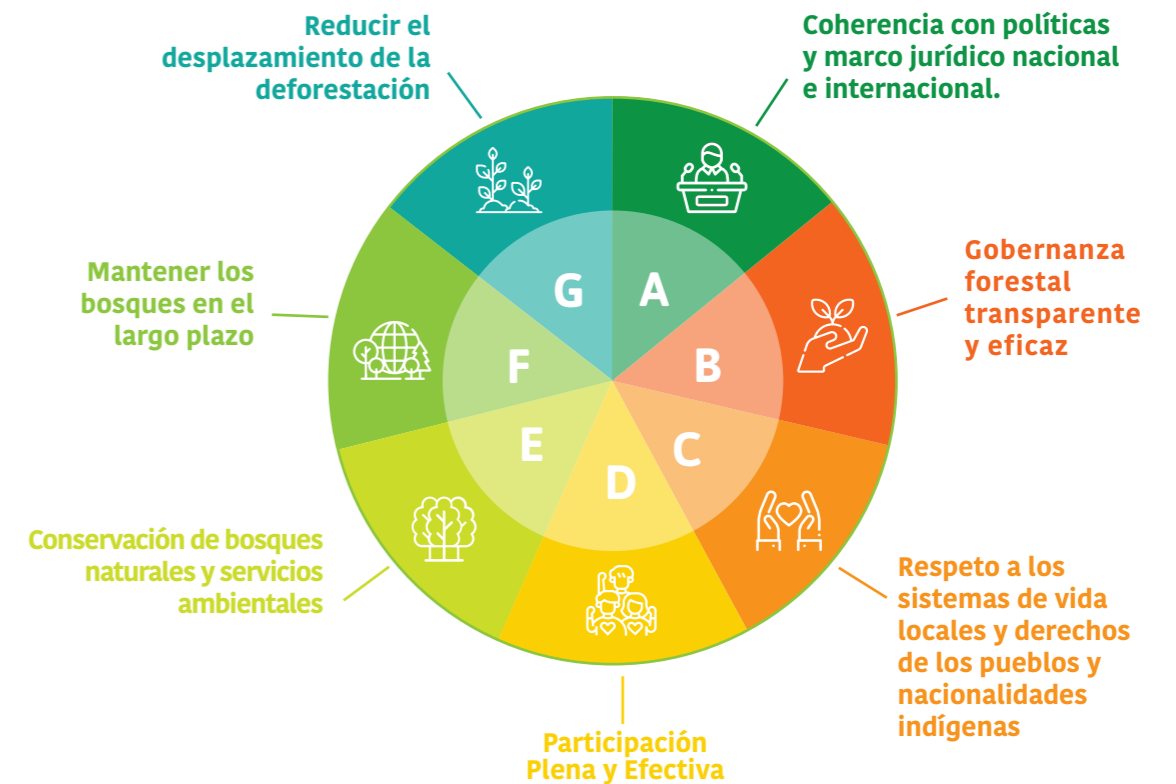 Reducir el
desplazamiento de la
deforestación
Coherencia con políticas
y marco jurídico nacional
e internacional.
Gobernanza
forestal
transparente
y eficaz
Mantener los
bosques en el
largo plazo
G
A
F
B
E
C
D
Conservación de bosques
naturales y servicios
ambientales
Respeto a los
sistemas de vida
locales y derechos
de los pueblos y
nacionalidades
indígenas
Participación
Plena y Efectiva